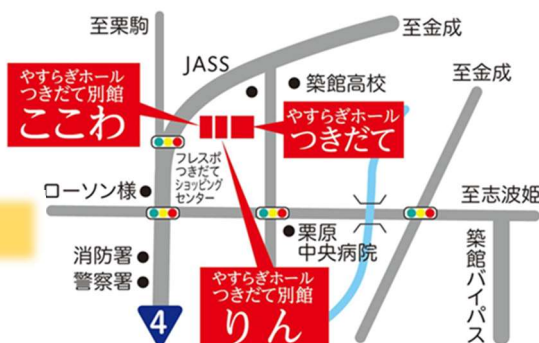 至栗駒
至金成
JASS
築館高校
至金成
やすらぎホール
つきだて別館
ここわ
やすらぎホール
つきだて
フレスポ
つきだて
ショッピング
センター
ローソン様
至志波姫
栗原
中央病院
消防署
警察署
築館バイパス
やすらぎホール
つきだて別館
りん
4